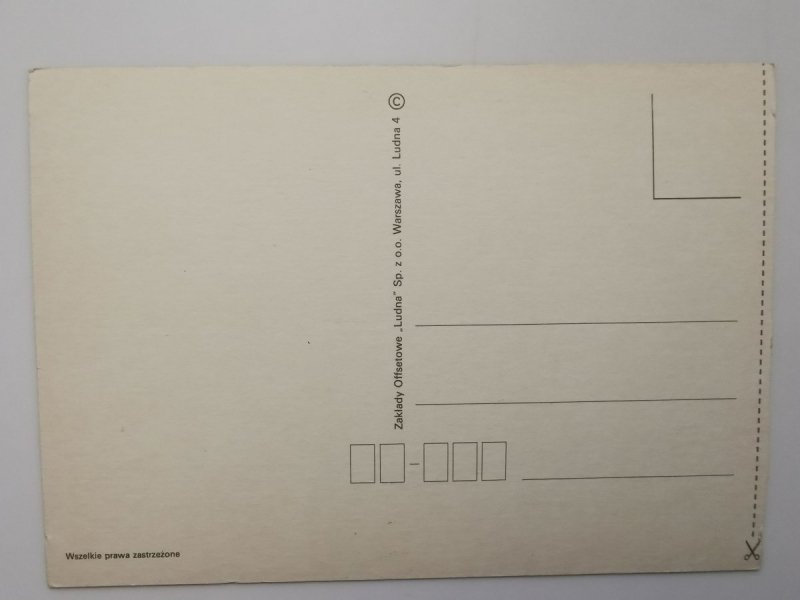 Zakłady Offsetowe „Ludna” Sp. z o.o. Warszawa, ul. Ludna 4 ©
Wszelkie prawa zastrzeżone